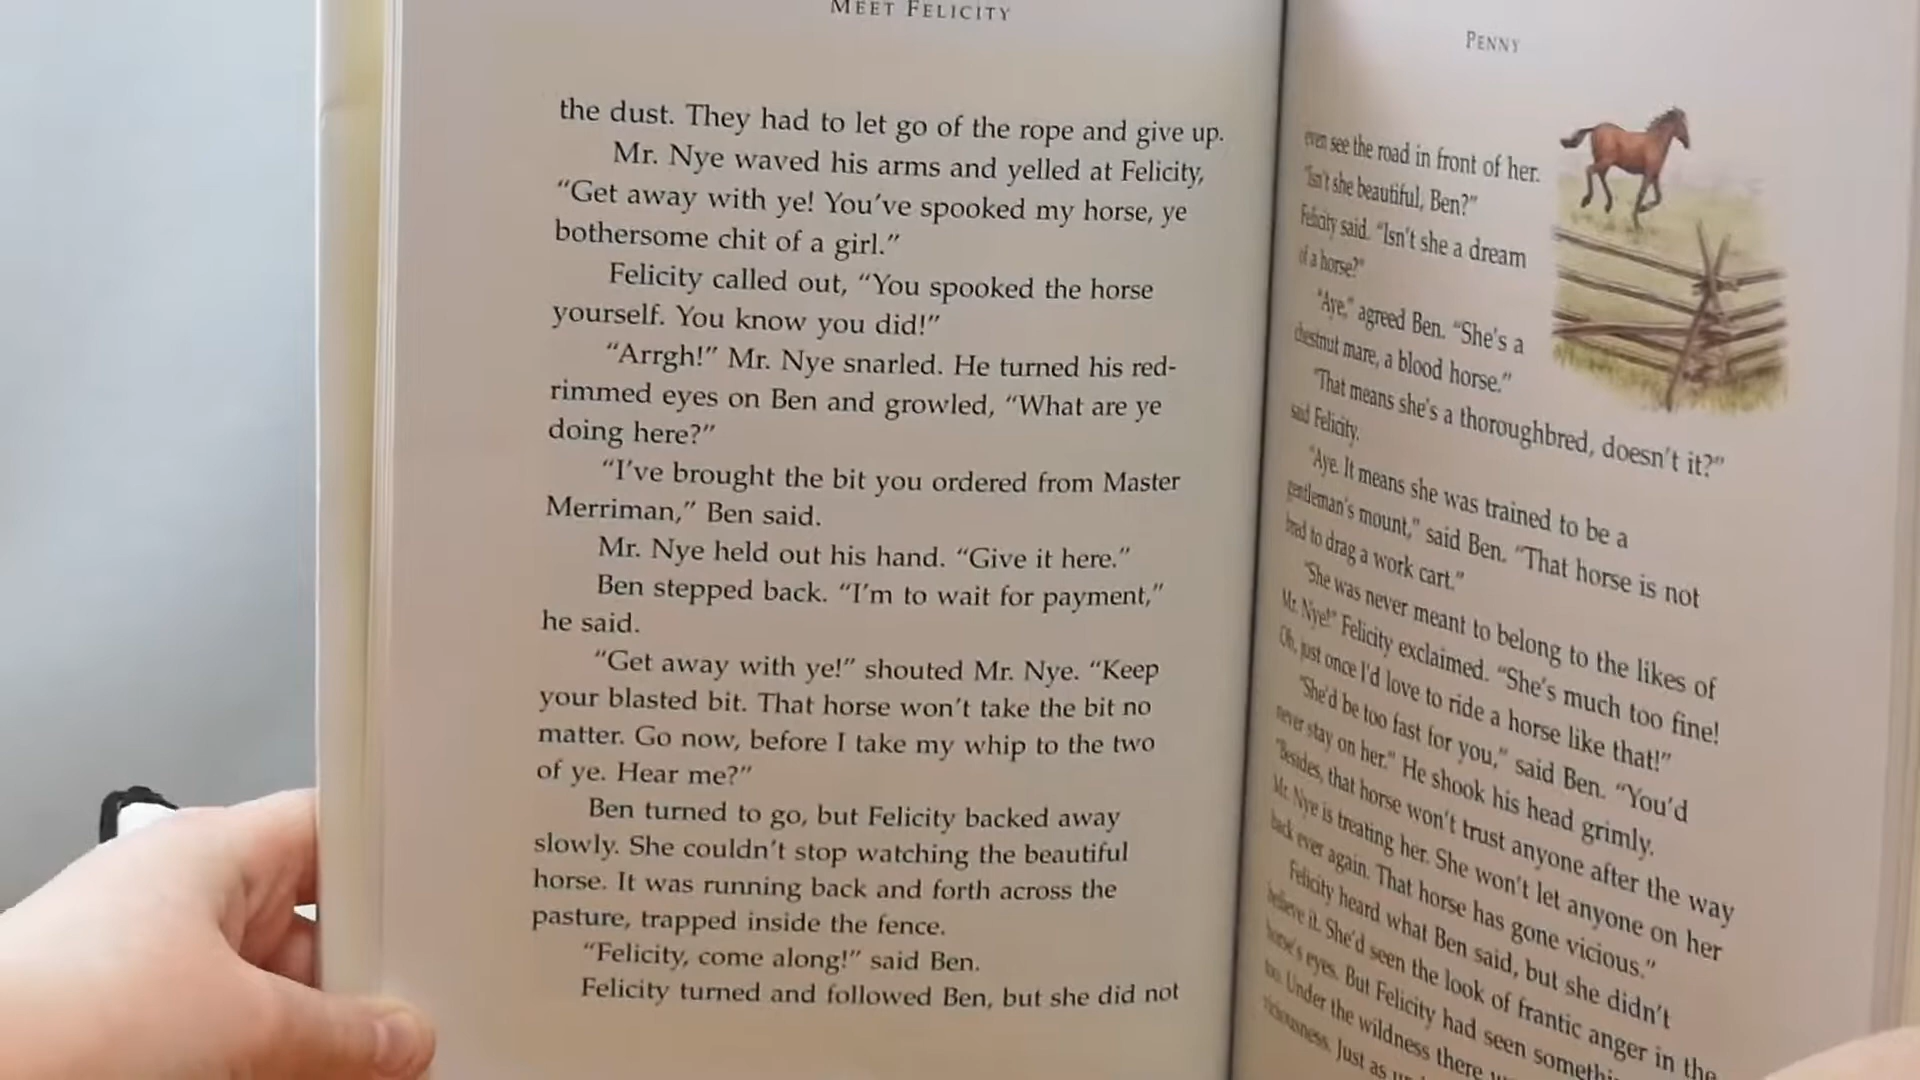 MEET FELICITY
the dust. They had to let go of the rope and give up.
Mr. Nye waved his arms and yelled at Felicity,
“Get away with ye! You’ve spooked my horse, ye
bothersome chit of a girl.”
Felicity called out, “You spooked the horse
yourself. You know you did!”
“Arrgh!” Mr. Nye snarled. He turned his red-
rimmed eyes on Ben and growled, “What are ye
doing here?”
“I’ve brought the bit you ordered from Master
Merriman,” Ben said.
Mr. Nye held out his hand. “Give it here.”
Ben stepped back. “I’m to wait for payment,”
he said.
“Get away with ye!” shouted Mr. Nye. “Keep
your blasted bit. That horse won’t take the bit no
matter. Go now, before I take my whip to the two
of ye. Hear me?”
Ben turned to go, but Felicity backed away
slowly. She couldn’t stop watching the beautiful
horse. It was running back and forth across the
pasture, trapped inside the fence.
“Felicity, come along!” said Ben.
Felicity turned and followed Ben, but she did not
PENNY
even see the road in front of her.
“Isn’t she beautiful, Ben?”
Felicity said. “Isn’t she a dream
of a horse?”
“Aye,” agreed Ben. “She’s a
chestnut mare, a blood horse.”
“That means she’s a thoroughbred, doesn’t it?”
said Felicity.
“Aye. It means she was trained to be a
gentleman’s mount,” said Ben. “That horse is not
bred to drag a work cart.”
“She was never meant to belong to the likes of
Mr. Nye!” Felicity exclaimed. “She’s much too fine!
Oh, just once I’d love to ride a horse like that!”
“She’d be too fast for you,” said Ben. “You’d
never stay on her.” He shook his head grimly.
“Besides, that horse won’t trust anyone after the way
Mr. Nye is treating her. She won’t let anyone on her
back ever again. That horse has gone vicious.”
Felicity heard what Ben said, but she didn’t
believe it. She’d seen the look of frantic anger in the
horse’s eyes. But Felicity had seen
too. Under the wildness there
viciousness. Just as